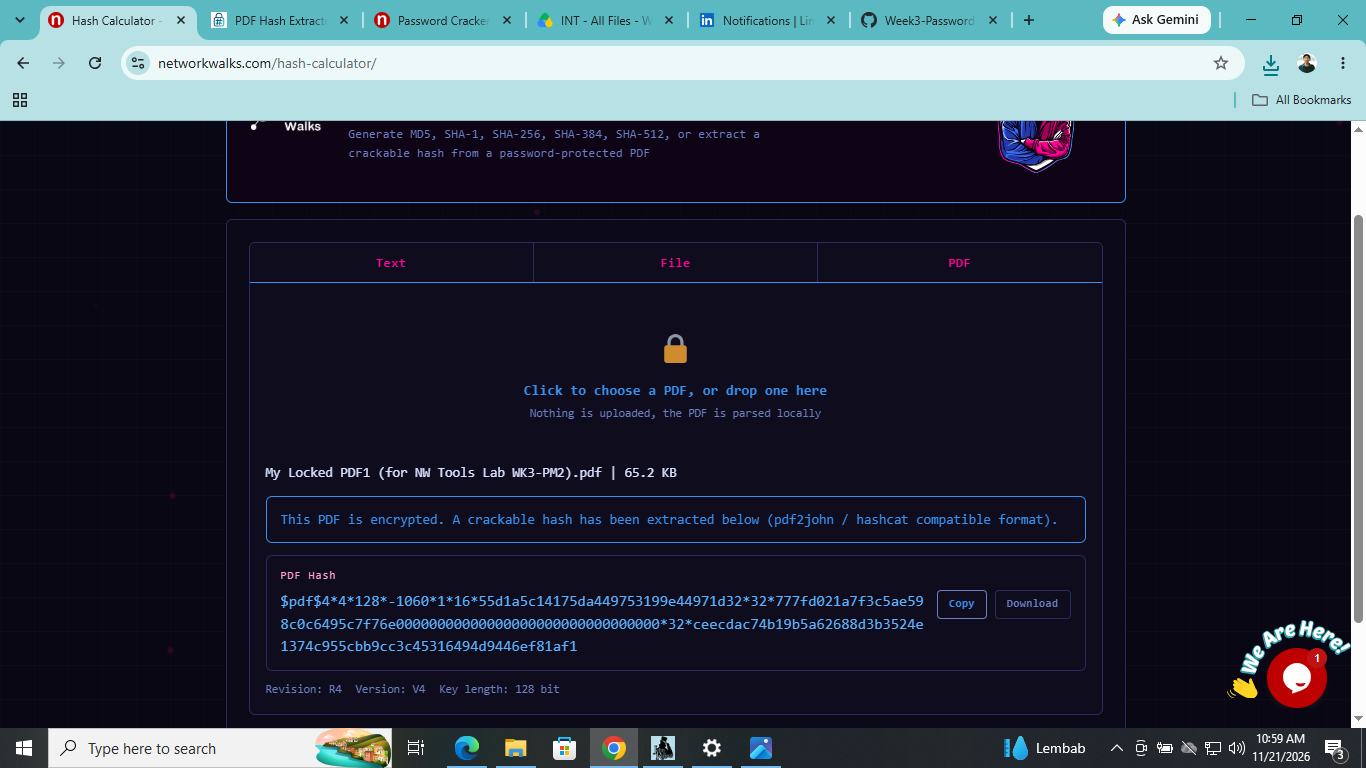 Hash Calculator -
PDF Hash Extract
Password Cracke
INT - All Files - W
Notifications | Lin
Week3-Password
Ask Gemini
networkwalks.com/hash-calculator/
All Bookmarks
Walks
Generate MD5, SHA-1, SHA-256, SHA-384, SHA-512, or extract a
crackable hash from a password-protected PDF
Text
File
PDF
Click to choose a PDF, or drop one here
Nothing is uploaded, the PDF is parsed locally
My Locked PDF1 (for NW Tools Lab WK3-PM2).pdf | 65.2 KB
This PDF is encrypted. A crackable hash has been extracted below (pdf2john / hashcat compatible format).
PDF Hash
$pdf$4*4*128*-1060*1*16*55d1a5c14175da449753199e44971d32*32*777fd021a7f3c5ae59
8c0c6495c7f76e00000000000000000000000000000000*32*ceecdac74b19b5a62688d3b3524e
1374c955cbb9cc3c45316494d9446ef81af1
Copy
Download
Revision: R4 Version: V4 Key length: 128 bit
We Are Here!
1
Type here to search
Lembab
10:59 AM
11/21/2026
3